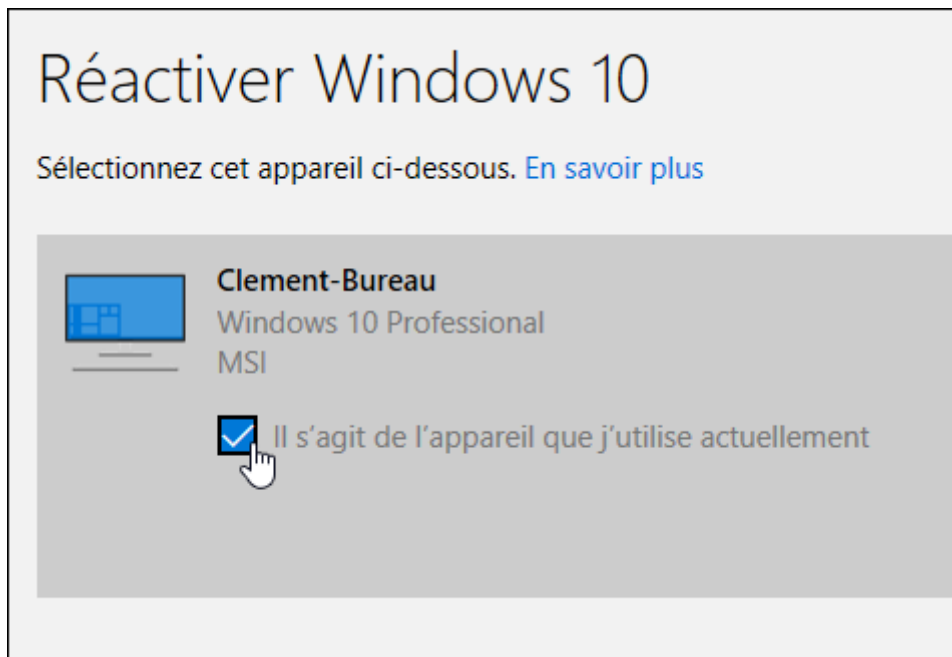 Réactiver Windows 10
Sélectionnez cet appareil ci-dessous. En savoir plus
Clement-Bureau
Windows 10 Professional
MSI
Il s’agit de l’appareil que j’utilise actuellement